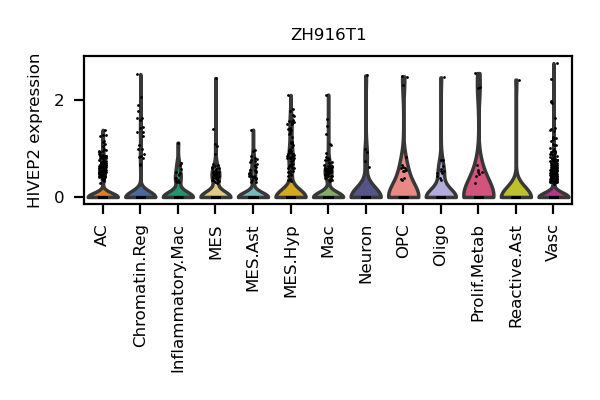 ZH916T1
HIVEP2 expression
2
0
AC
Chromatin.Reg
Inflammatory.Mac
MES
MES.Ast
MES.Hyp
Mac
Neuron
OPC
Oligo
Prolif.Metab
Reactive.Ast
Vasc